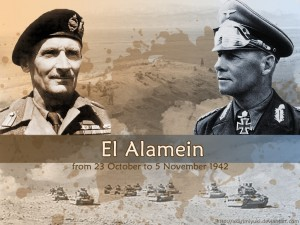 El Alamein
from 23 October to 5 November 1942